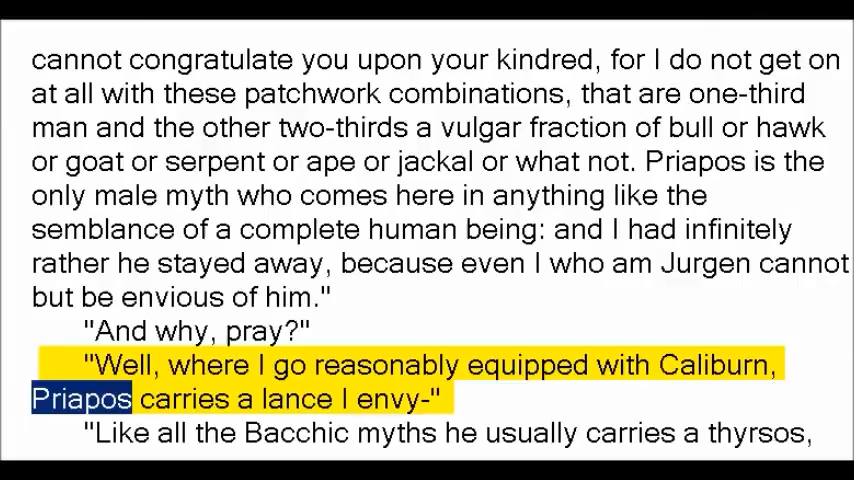 cannot congratulate you upon your kindred, for I do not get on
at all with these patchwork combinations, that are one-third
man and the other two-thirds a vulgar fraction of bull or hawk
or goat or serpent or ape or jackal or what not. Priapos is the
only male myth who comes here in anything like the
semblance of a complete human being: and I had infinitely
rather he stayed away, because even I who am Jurgen cannot
but be envious of him."
"And why, pray?"
"Well, where I go reasonably equipped with Caliburn,
Priapos carries a lance I envy-"
"Like all the Bacchic myths he usually carries a thyrsos,